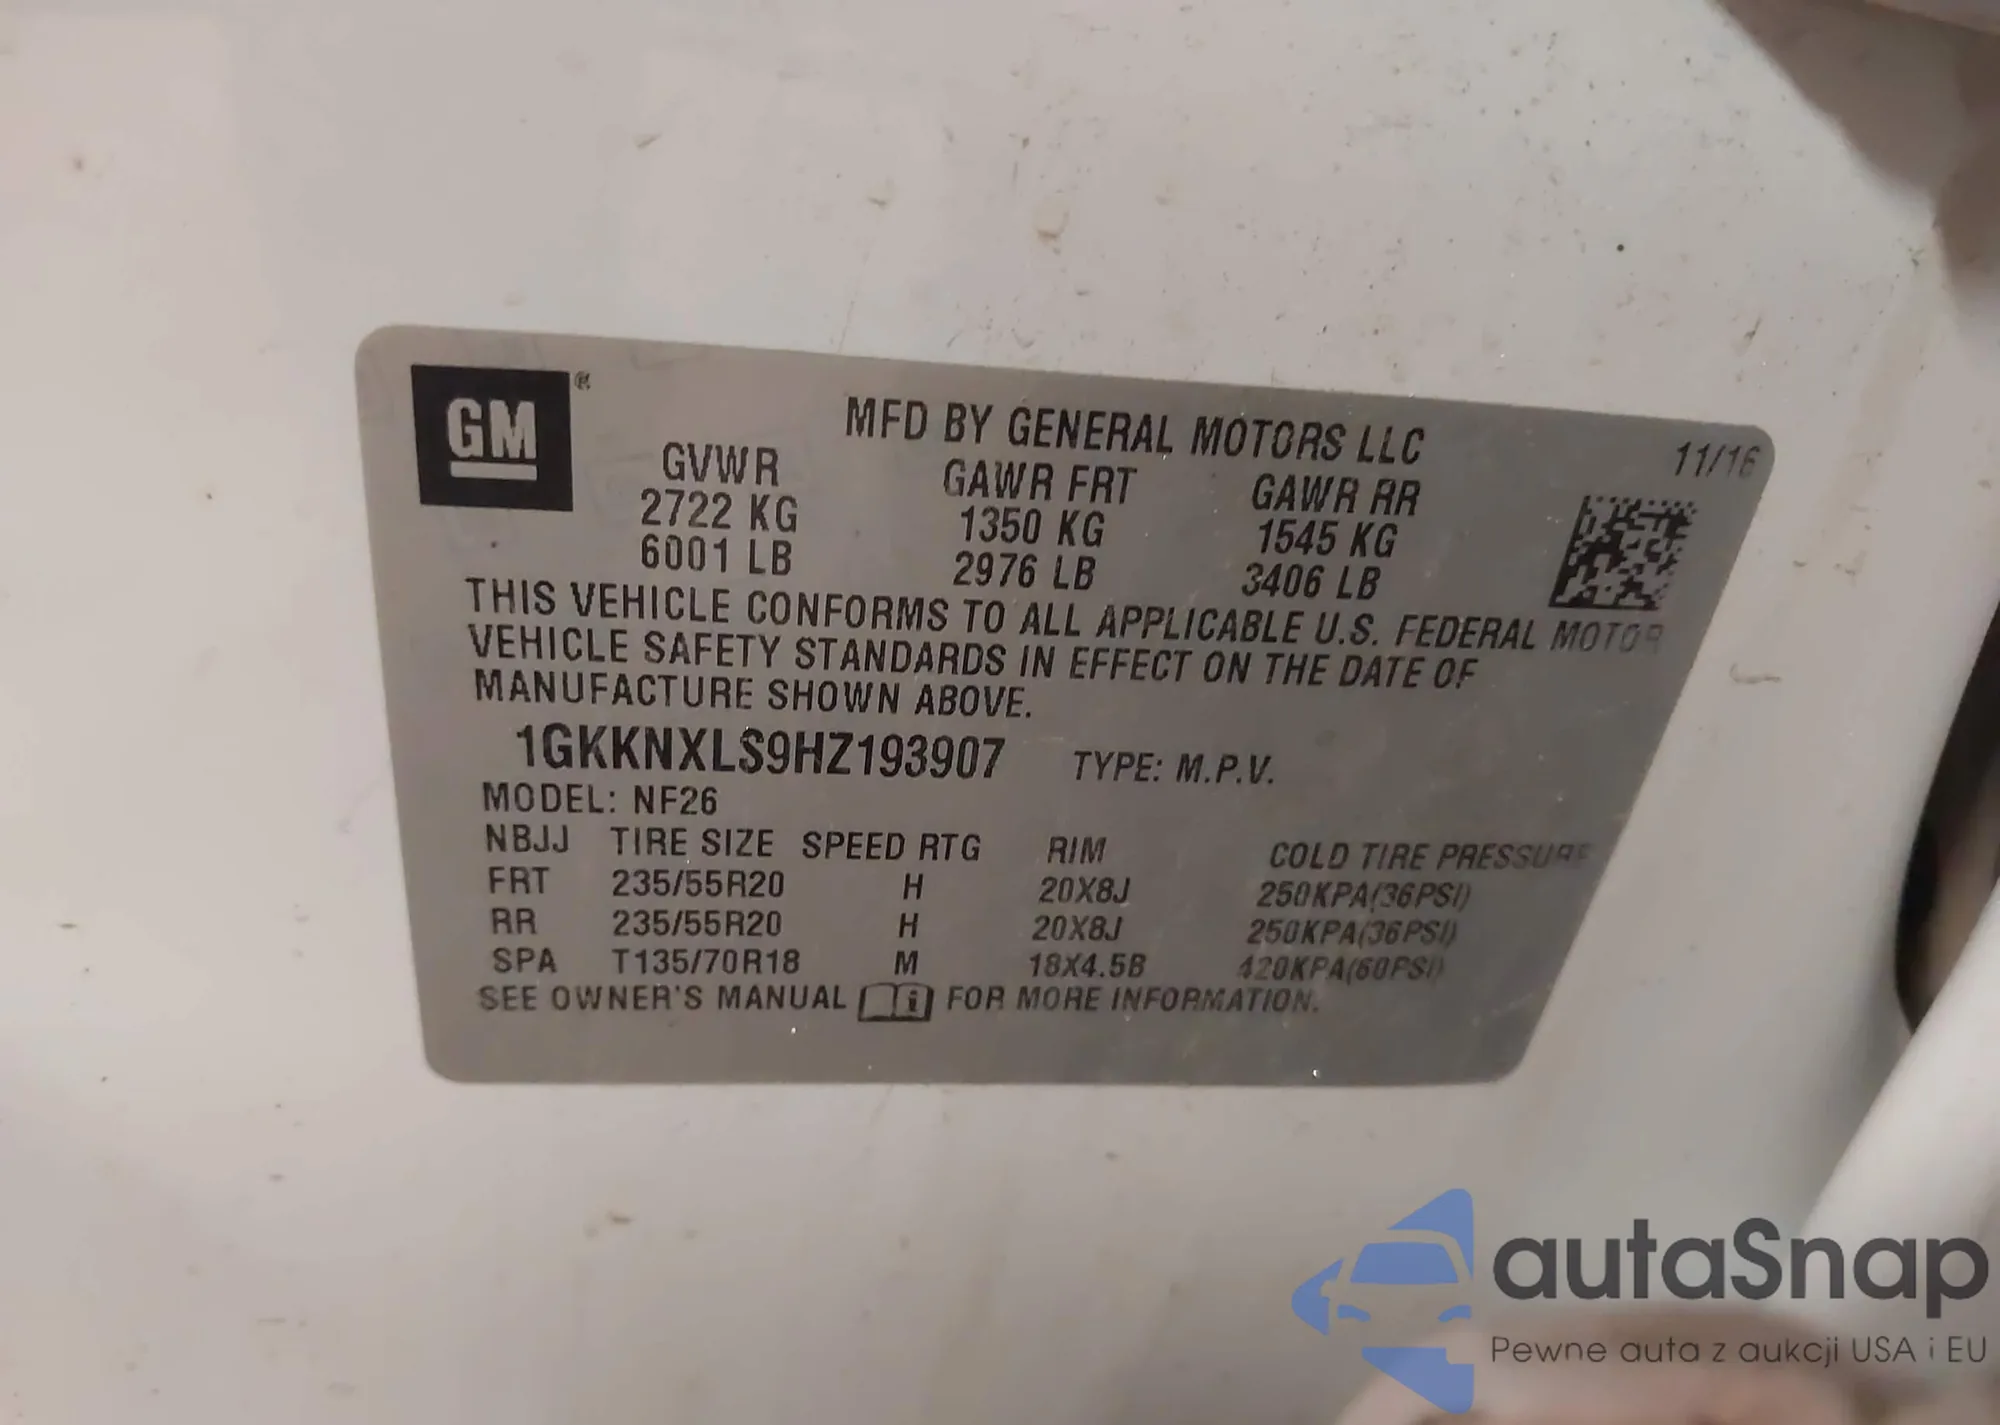 GM®
MFD BY GENERAL MOTORS LLC
11/16
GVWR GAWR FRT GAWR RR
2722 KG 1350 KG 1545 KG
6001 LB 2976 LB 3406 LB
THIS VEHICLE CONFORMS TO ALL APPLICABLE U.S. FEDERAL MOTOR
VEHICLE SAFETY STANDARDS IN EFFECT ON THE DATE OF
MANUFACTURE SHOWN ABOVE.
1GKKNXLS9HZ193907 TYPE: M.P.V.
MODEL: NF26
NBJJ TIRE SIZE SPEED RTG RIM COLD TIRE PRESSURE
FRT 235/55R20 H 20X8J 250KPA(36PSI)
RR 235/55R20 H 20X8J 250KPA(36PSI)
SPA T135/70R18 M 18X4.5B 420KPA(60PSI)
SEE OWNER'S MANUAL i FOR MORE INFORMATION.
autaSnap
Pewne auta z aukcji USA i EU